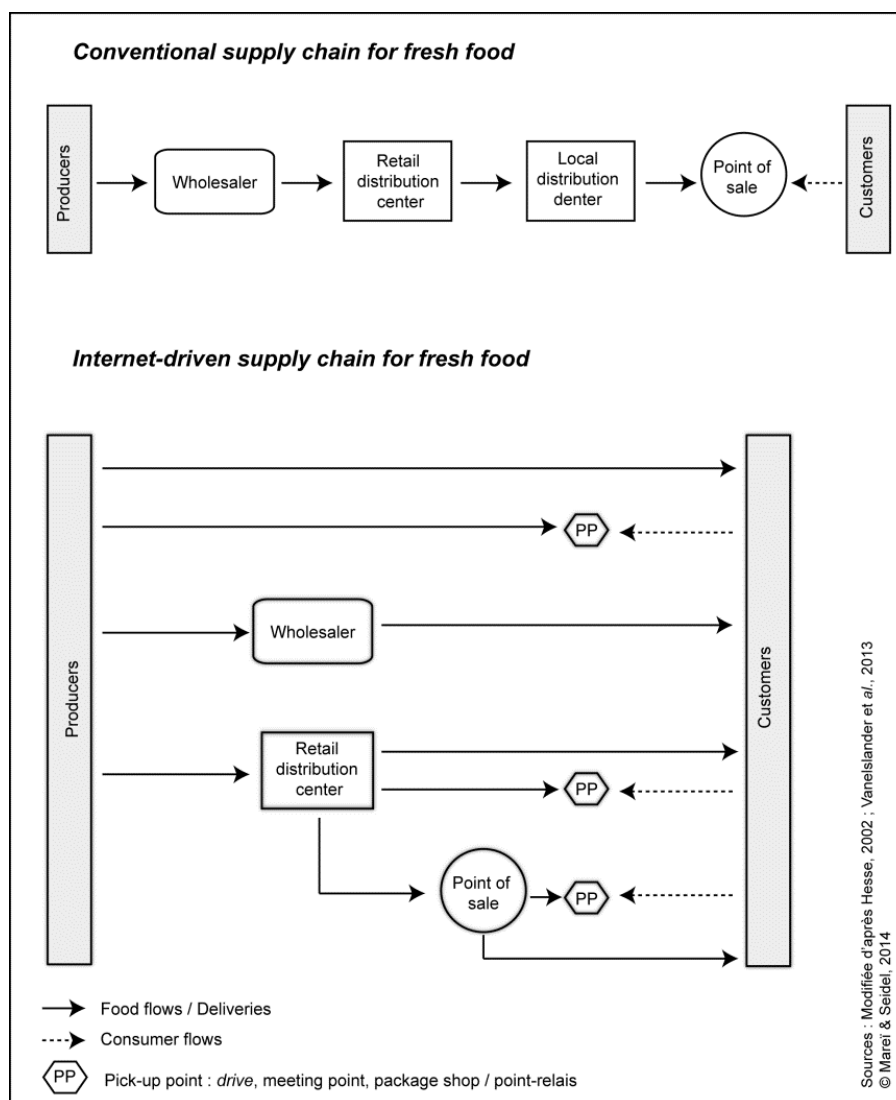 Conventional supply chain for fresh food
Producers
Wholesaler
Retail
distribution
center
Local
distribution
denter
Point of
sale
Customers
Internet-driven supply chain for fresh food
Producers
PP
Wholesaler
Retail
distribution
center
PP
Point of
sale
PP
Customers
Food flows / Deliveries
Consumer flows
PP
Pick-up point : drive, meeting point, package shop / point-relais
Sources : Modifiée d'après Hesse, 2002 ; Vanelslander et al., 2013
© Mareï & Seidel, 2014